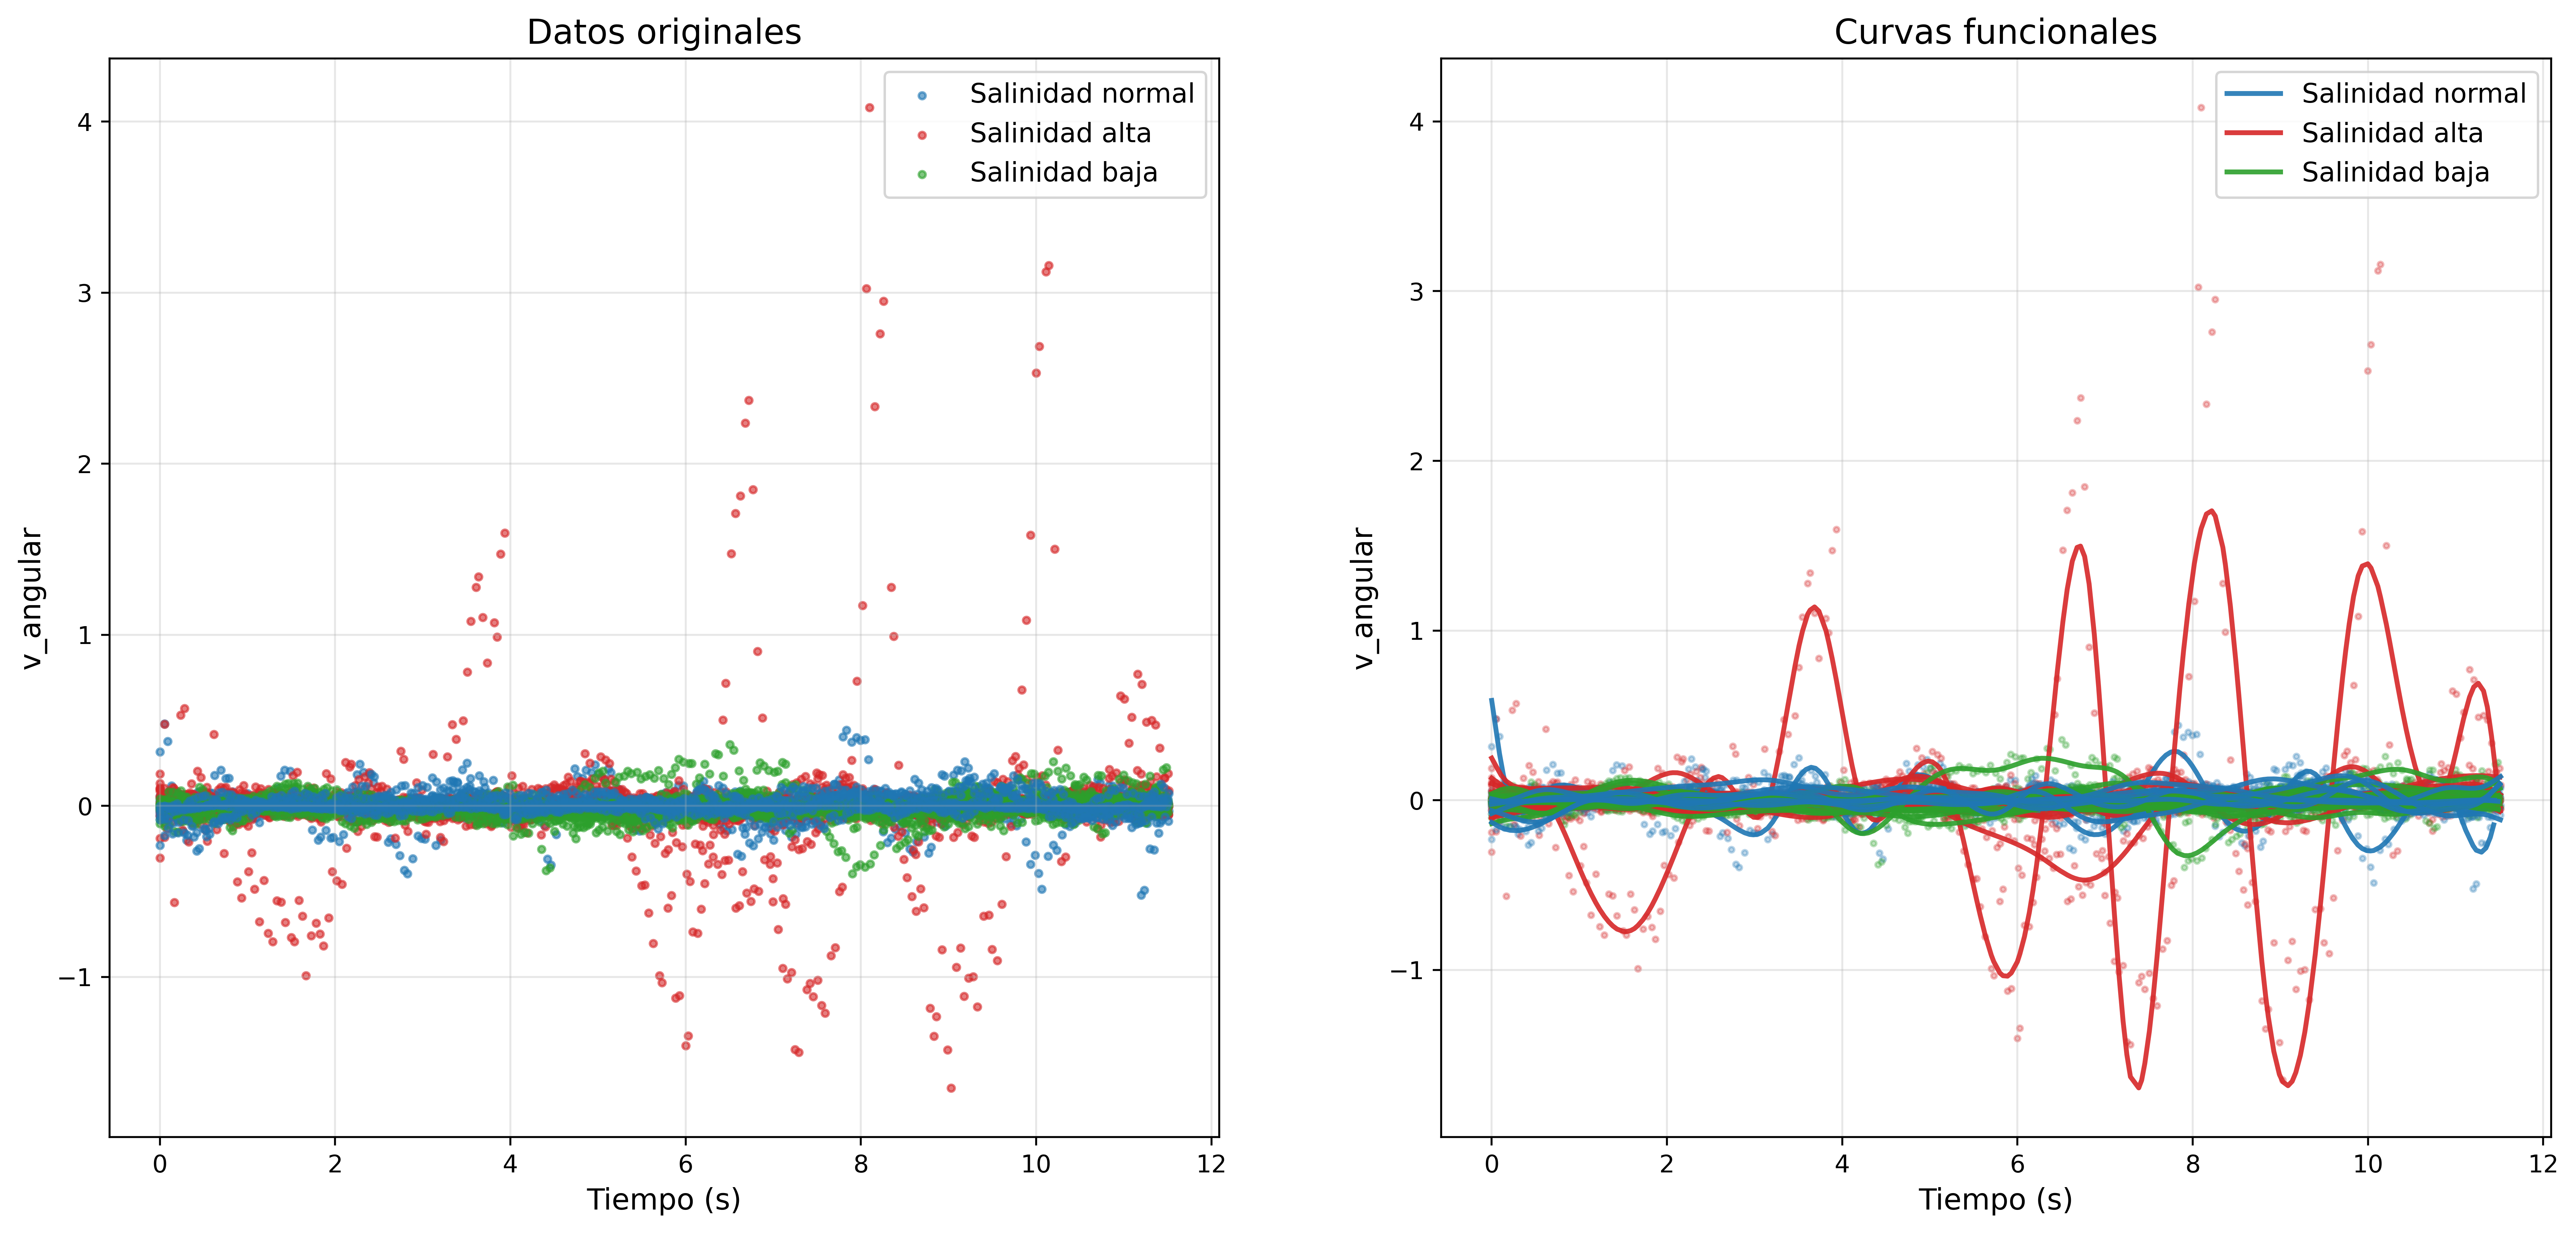 Datos originales
4
3
2
1
0
−1
v_angular
0 2 4 6 8 10 12
Tiempo (s)
Salinidad normal
Salinidad alta
Salinidad baja
Curvas funcionales
4
3
2
1
0
−1
v_angular
0 2 4 6 8 10 12
Tiempo (s)
Salinidad normal
Salinidad alta
Salinidad baja